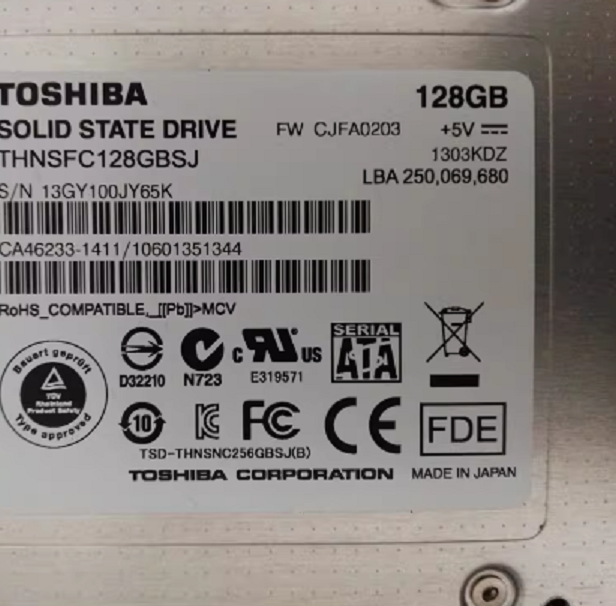 TOSHIBA 128GB
SOLID STATE DRIVE FW CJFA0203 +5V
THNSFC128GBSJ 1303KDZ
S/N 13GY100JY65K LBA 250,069,680
CA46233-1411/10601351344
RoHS_COMPATIBLE,_[[Pb]]>MCV
Bauart geprüft
TÜV
Rheinland
Product Safety
Type approved
D32210 N723 c RU US E319571 SERIAL ATA
10 FC CE FDE
TSD-THNSNC256GBSJ(B)
TOSHIBA CORPORATION MADE IN JAPAN